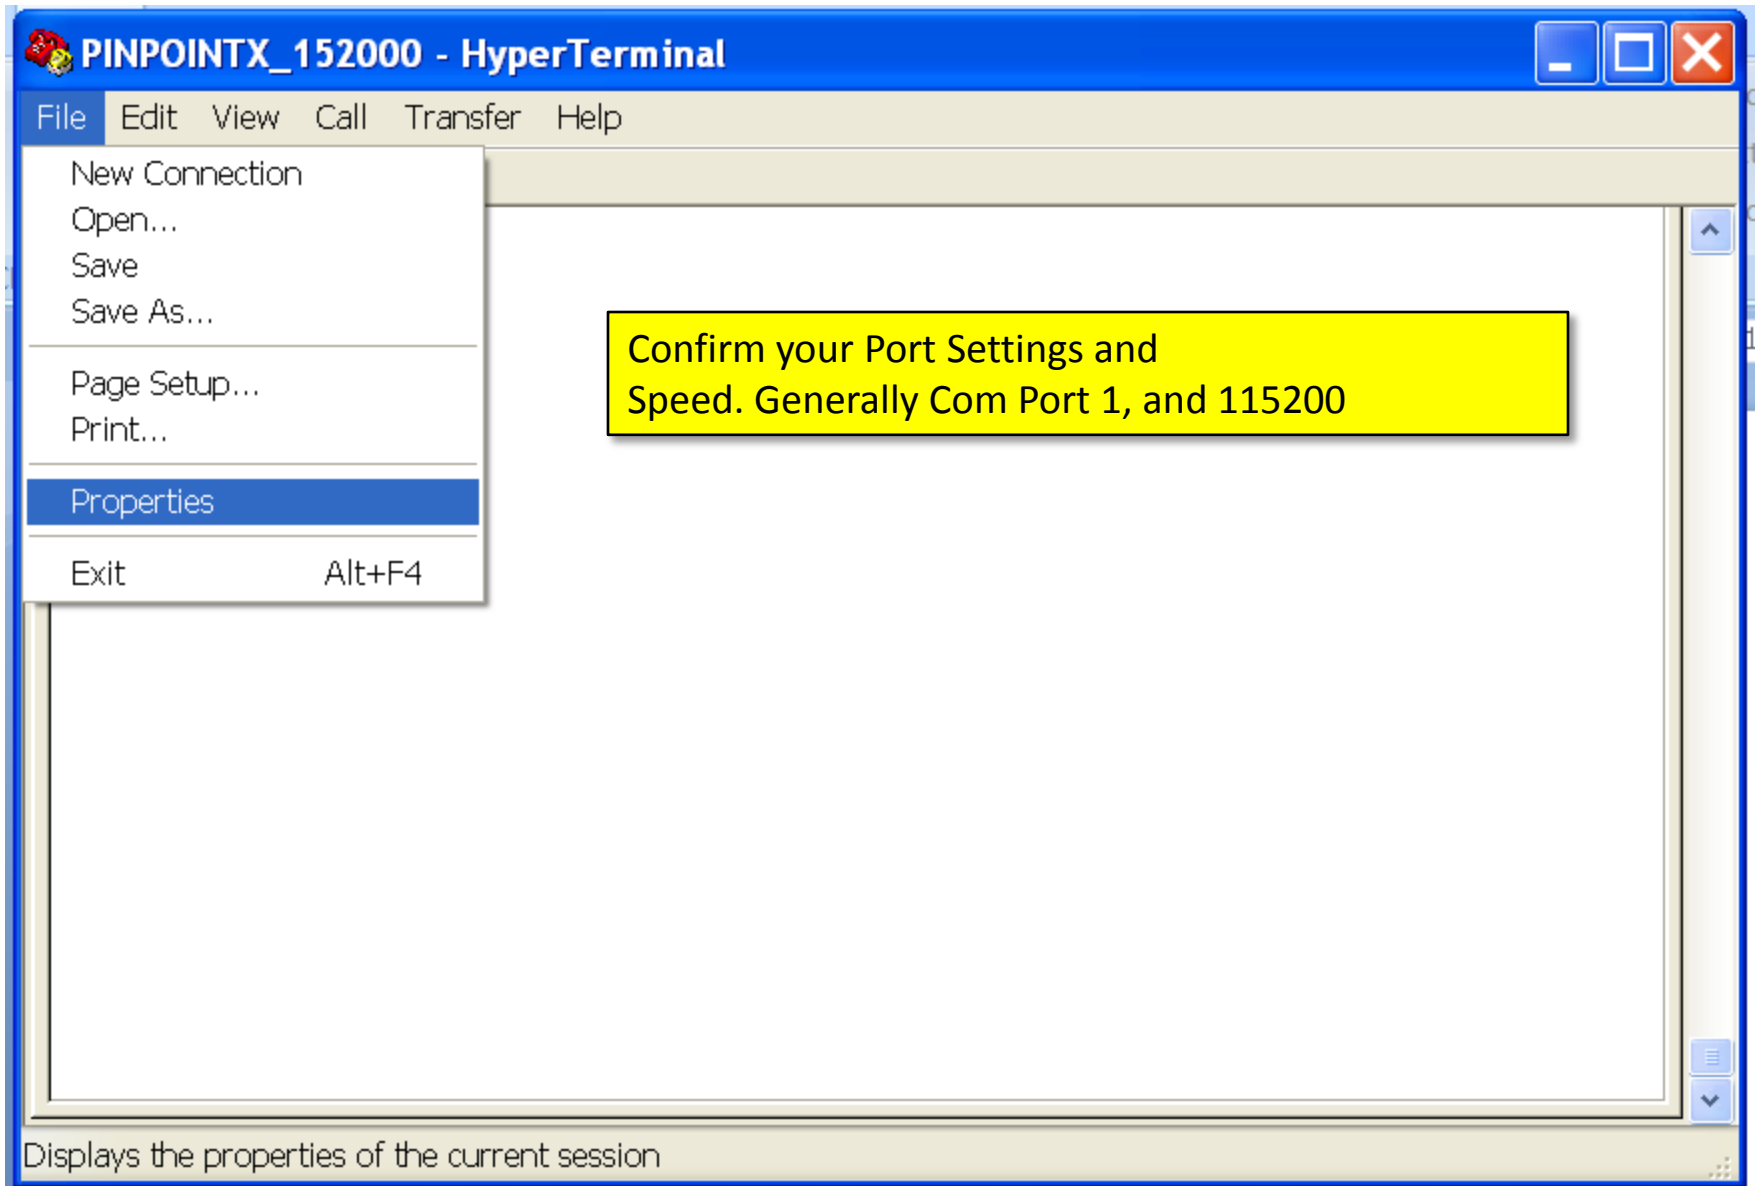 PINPOINTX_152000 - HyperTerminal
File Edit View Call Transfer Help
New Connection
Open...
Save
Save As...
Page Setup...
Print...
Properties
Exit Alt+F4
Confirm your Port Settings and
Speed. Generally Com Port 1, and 115200
Displays the properties of the current session